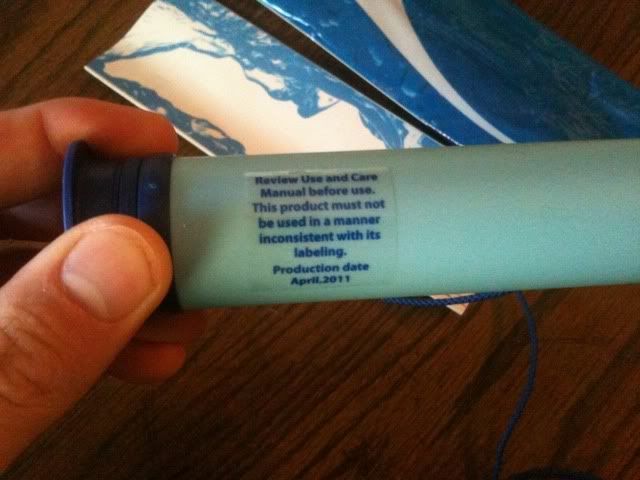 Review Use and Care
Manual before use.
This product must not
be used in a manner
inconsistent with its
labeling.
Production date
April.2011